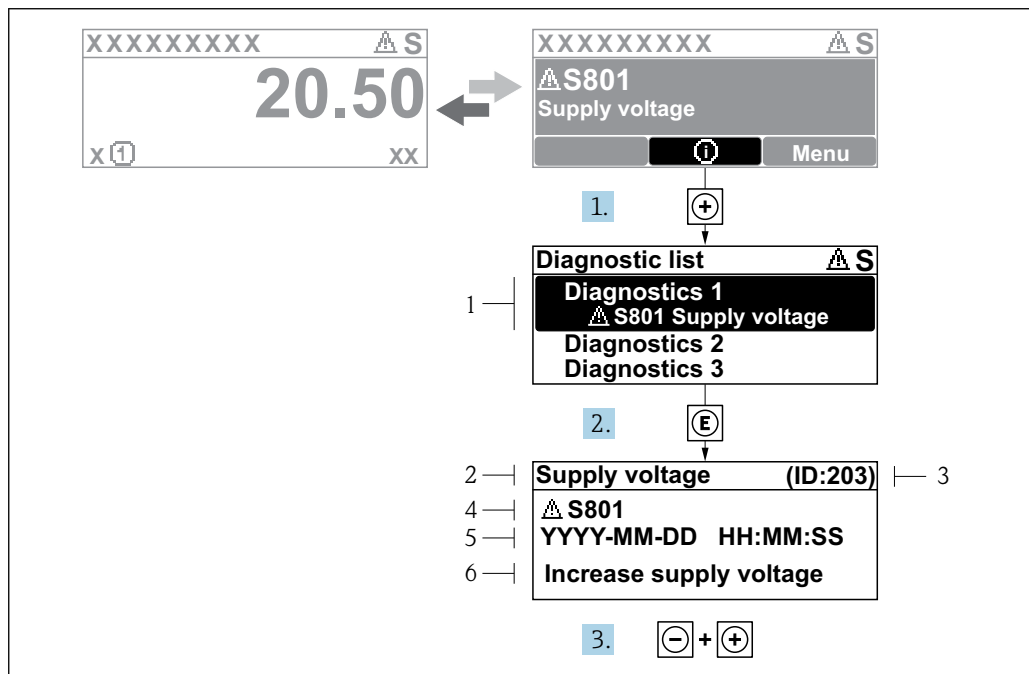 XXXXXXXXX ⚠ S
20.50
x ① xx
XXXXXXXXX ⚠ S
⚠ S801
Supply voltage
ⓘ Menu
1. +
Diagnostic list ⚠ S
1 Diagnostics 1
⚠ S801 Supply voltage
Diagnostics 2
Diagnostics 3
2. E
2 Supply voltage (ID:203) 3
4 ⚠ S801
5 YYYY-MM-DD HH:MM:SS
6 Increase supply voltage
3. - + +